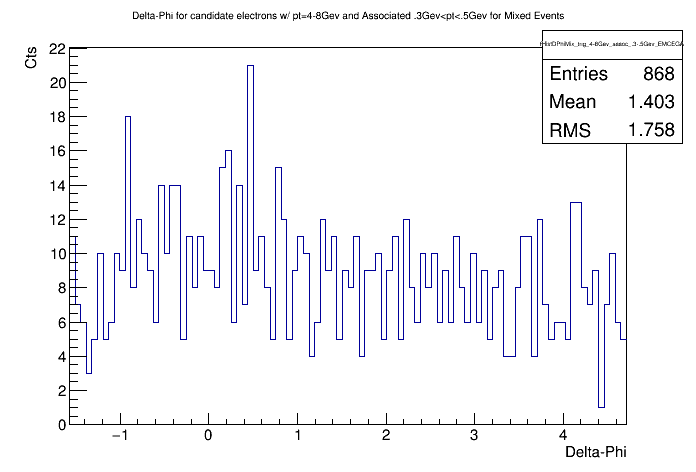 Delta-Phi for candidate electrons w/ pt=4-8Gev and Associated .3Gev<pt<.5Gev for Mixed Events
Cts
Entries 868
Mean 1.403
RMS 1.758
22
20
18
16
14
12
10
8
6
4
2
0
−1 0 1 2 3 4
Delta-Phi